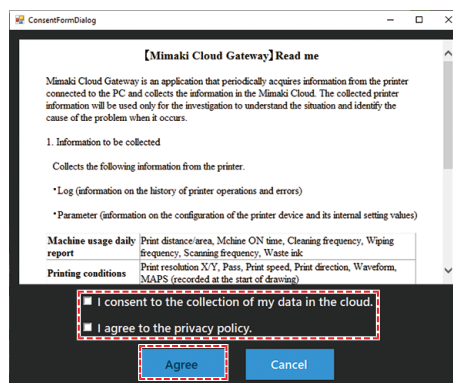 ConsentFormDialog
【Mimaki Cloud Gateway】Read me
Mimaki Cloud Gateway is an application that periodically acquires information from the printer
connected to the PC and collects the information in the Mimaki Cloud. The collected printer
information will be used only for the investigation to understand the situation and identify the
cause of the problem when it occurs.
1. Information to be collected
Collects the following information from the printer.
・Log (information on the history of printer operations and errors)
・Parameter (information on the configuration of the printer device and its internal setting values)
Machine usage daily report
Print distance/area, Mchine ON time, Cleaning frequency, Wiping
frequency, Scanning frequency, Waste ink
Printing conditions
Print resolution X/Y, Pass, Print speed, Print direction, Waveform,
MAPS (recorded at the start of drawing)
I consent to the collection of my data in the cloud.
I agree to the privacy policy.
Agree
Cancel